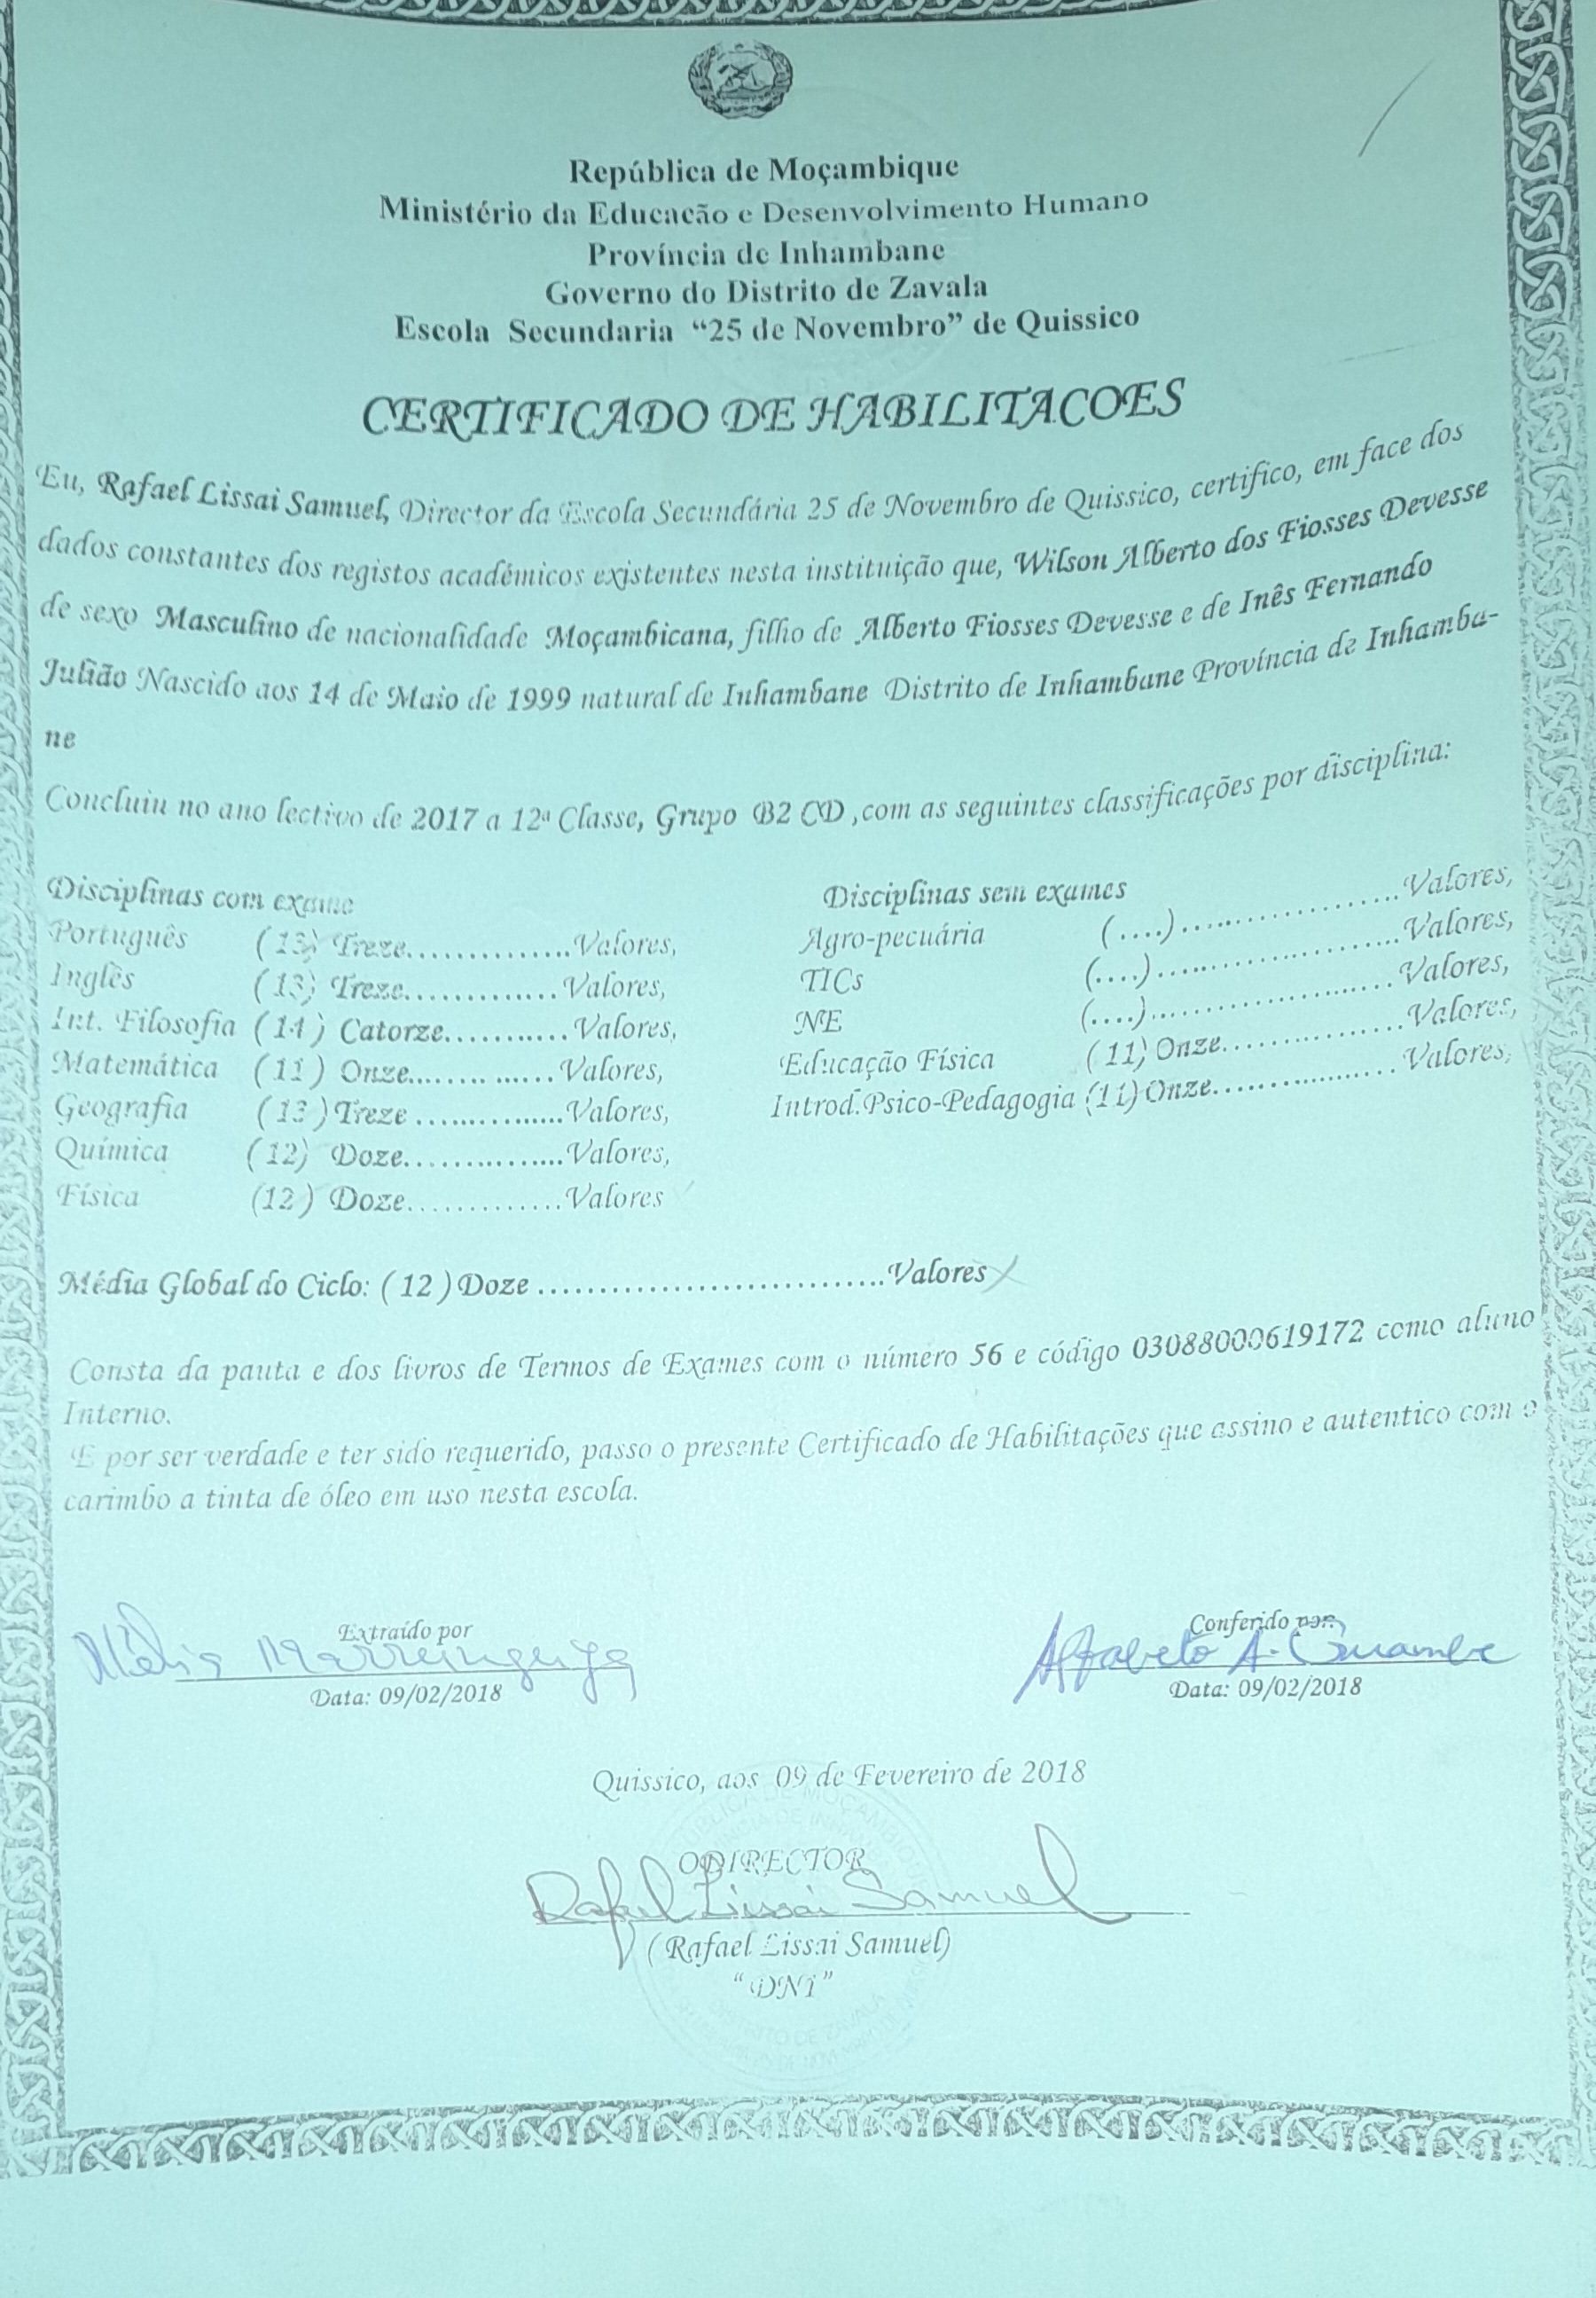 República de Moçambique
Ministério da Educacão e Desenvolvimento Humano
Província de Inhambane
Governo do Distrito de Zavala
Escola Secundaria “25 de Novembro” de Quissico
CERTIFICADO DE HABILITACOES
Eu, Rafael Lissai Samuel, Director da Escola Secundária 25 de Novembro de Quissico, certifico, em face dos
dados constantes dos registos académicos existentes nesta instituição que, Wilson Alberto dos Fiosses Devesse
de sexo Masculino de nacionalidade Moçambicana, filho de Alberto Fiosses Devesse e de Inês Fernando
Julião Nascido aos 14 de Maio de 1999 natural de Inhambane Distrito de Inhambane Província de Inhamba-
ne
Concluiu no ano lectivo de 2017 a 12ª Classe, Grupo B2 CD ,com as seguintes classificações por disciplina:
Disciplinas com exame
Português (13) Treze...............Valores,
Inglês (13) Treze..............Valores,
Int. Filosofia (14) Catorze............Valores,
Matemática (11) Onze..............Valores,
Geografia (13) Treze ..............Valores,
Química (12) Doze...............Valores,
Física (12) Doze..............Valores
Disciplinas sem exames
Agro-pecuária (....)....................Valores,
TICs (....)......................Valores,
NE (....)......................Valores,
Educação Física (11) Onze.................Valores,
Introd.Psico-Pedagogia (11) Onze.................Valores,
Média Global do Ciclo: (12) Doze ..............................Valores
Consta da pauta e dos livros de Termos de Exames com o número 56 e código 03088000619172 como aluno
Interno.
E por ser verdade e ter sido requerido, passo o presente Certificado de Habilitações que assino e autentico com o
carimbo a tinta de óleo em uso nesta escola.
Extraído por
Data: 09/02/2018
Conferido por:
Alfabeto A. Guambe
Data: 09/02/2018
Quissico, aos 09 de Fevereiro de 2018
O DIRECTOR
Rafael Lissai Samuel
(Rafael Lissai Samuel)
“DN1”